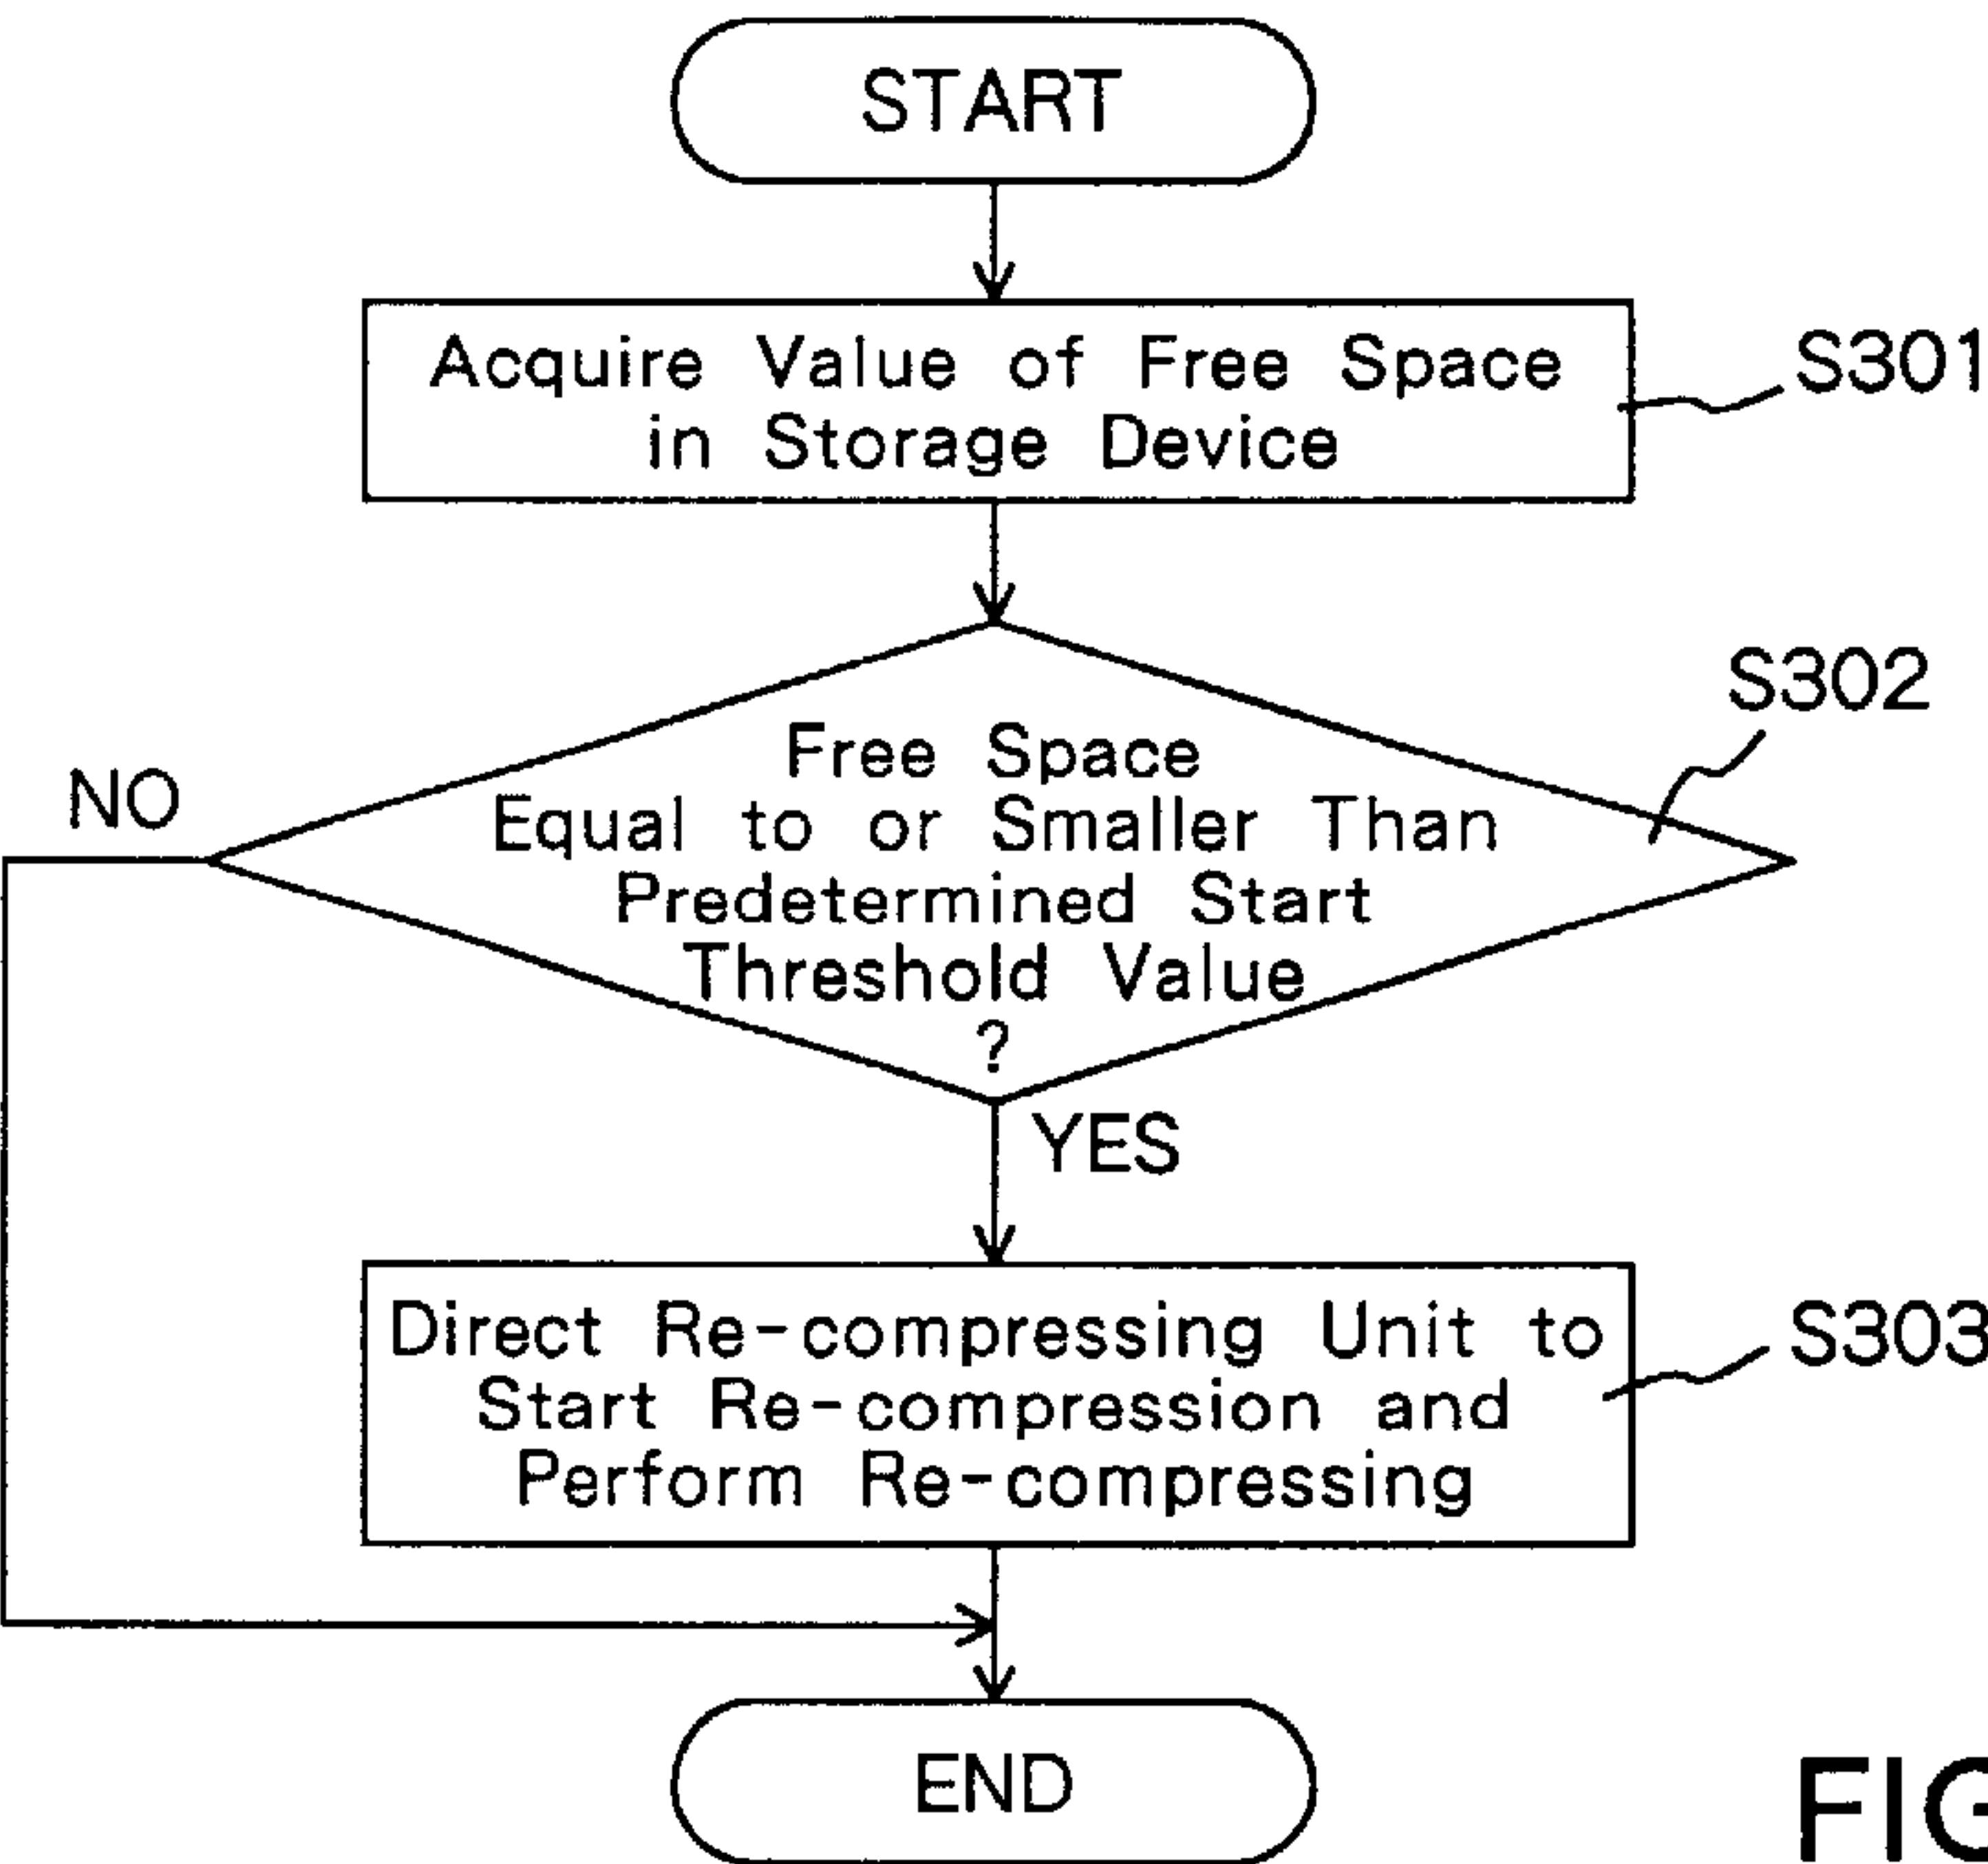 START
Acquire Value of Free Space
in Storage Device
S301
S302
Free Space
Equal to or Smaller Than
Predetermined Start
Threshold Value
?
NO
YES
Direct Re-compressing Unit to
Start Re-compression and
Perform Re-compressing
S303
END
FIG